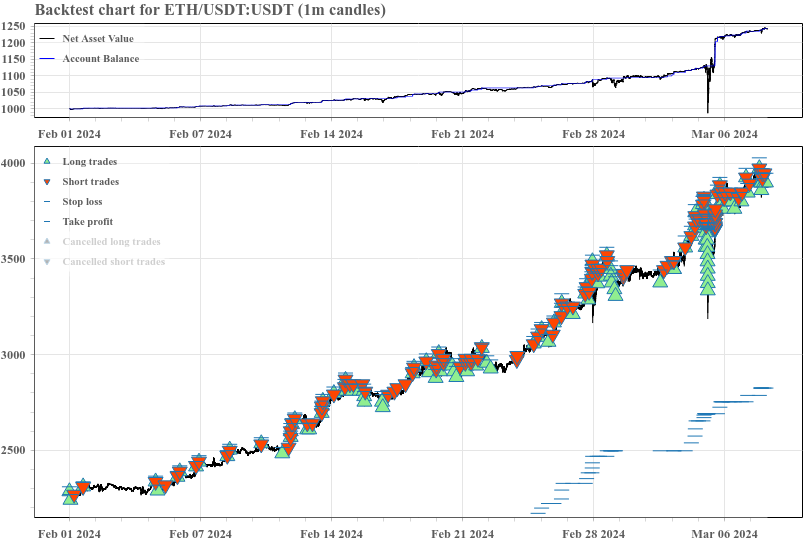 Backtest chart for ETH/USDT:USDT (1m candles)
1250
1200
1150
1100
1050
1000
Net Asset Value
Account Balance
Feb 01 2024 Feb 07 2024 Feb 14 2024 Feb 21 2024 Feb 28 2024 Mar 06 2024
4000
3500
3000
2500
Long trades
Short trades
Stop loss
Take profit
Cancelled long trades
Cancelled short trades
Feb 01 2024 Feb 07 2024 Feb 14 2024 Feb 21 2024 Feb 28 2024 Mar 06 2024